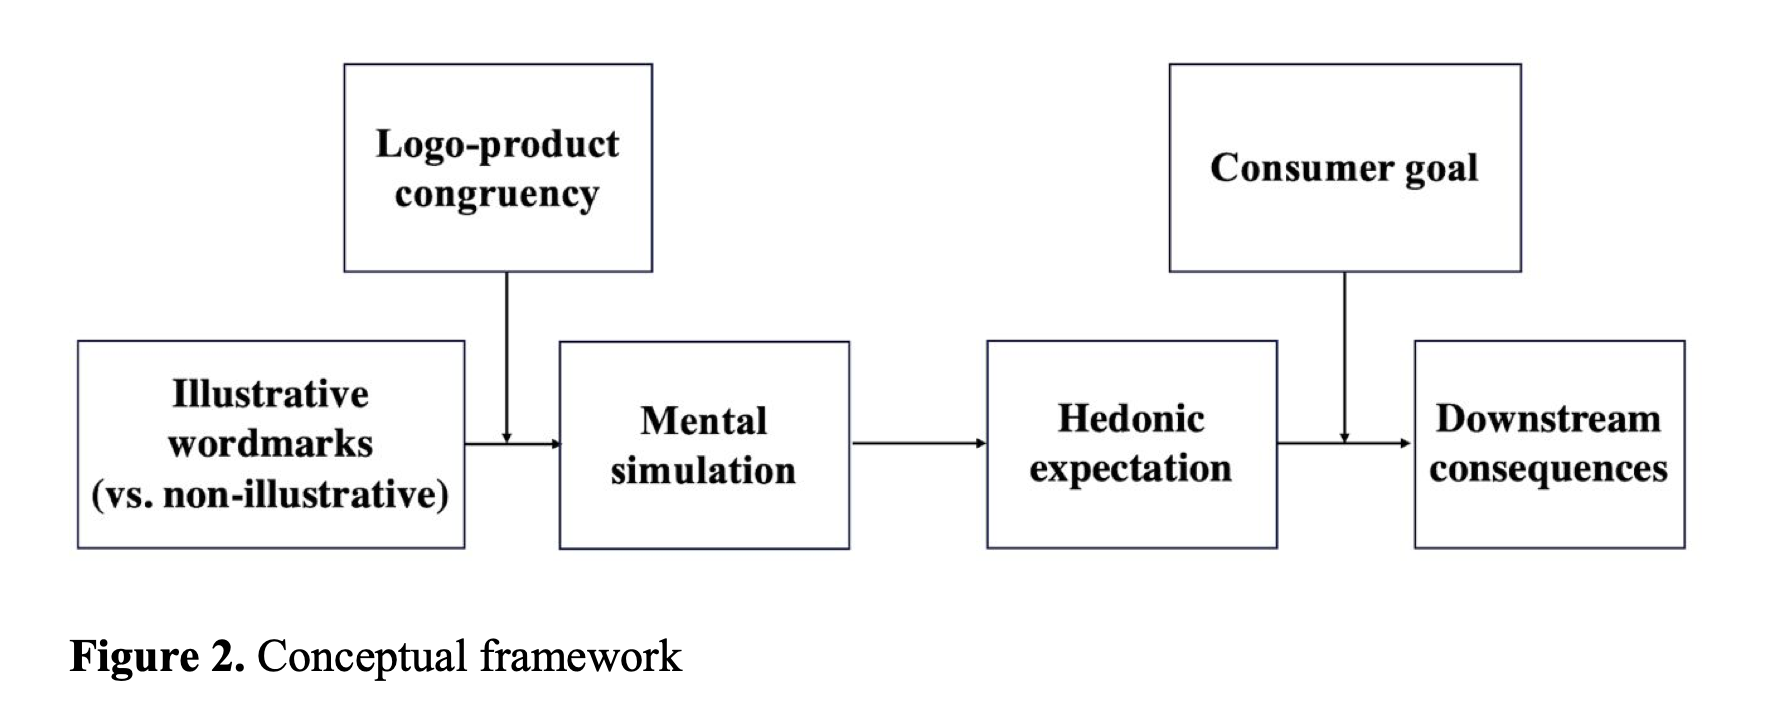 Logo-product
congruency
Consumer goal
Illustrative
wordmarks
(vs. non-illustrative)
Mental
simulation
Hedonic
expectation
Downstream
consequences
Figure 2. Conceptual framework